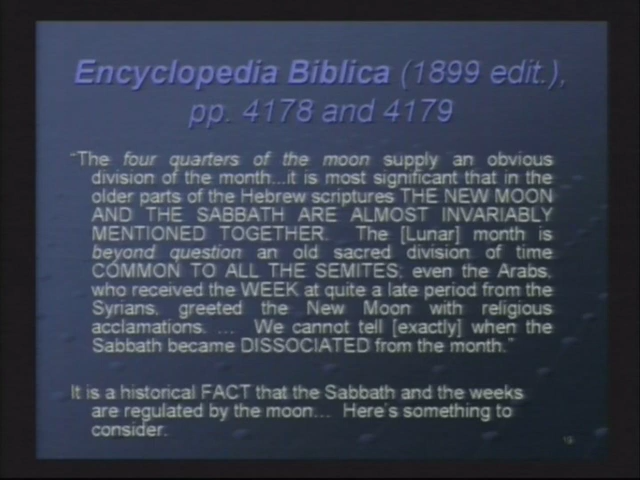 Encyclopedia Biblica (1899 edit.),
pp. 4178 and 4179
"The four quarters of the moon supply an obvious
division of the month...it is most significant that in the
older parts of the Hebrew scriptures THE NEW MOON
AND THE SABBATH ARE ALMOST INVARIABLY
MENTIONED TOGETHER. The [Lunar] month is
beyond question an old sacred division of time
COMMON TO ALL THE SEMITES; even the Arabs,
who received the WEEK at quite a late period from the
Syrians, greeted the New Moon with religious
acclamations. ... We cannot tell [exactly] when the
Sabbath became DISSOCIATED from the month."
It is a historical FACT that the Sabbath and the weeks
are regulated by the moon... Here's something to
consider.